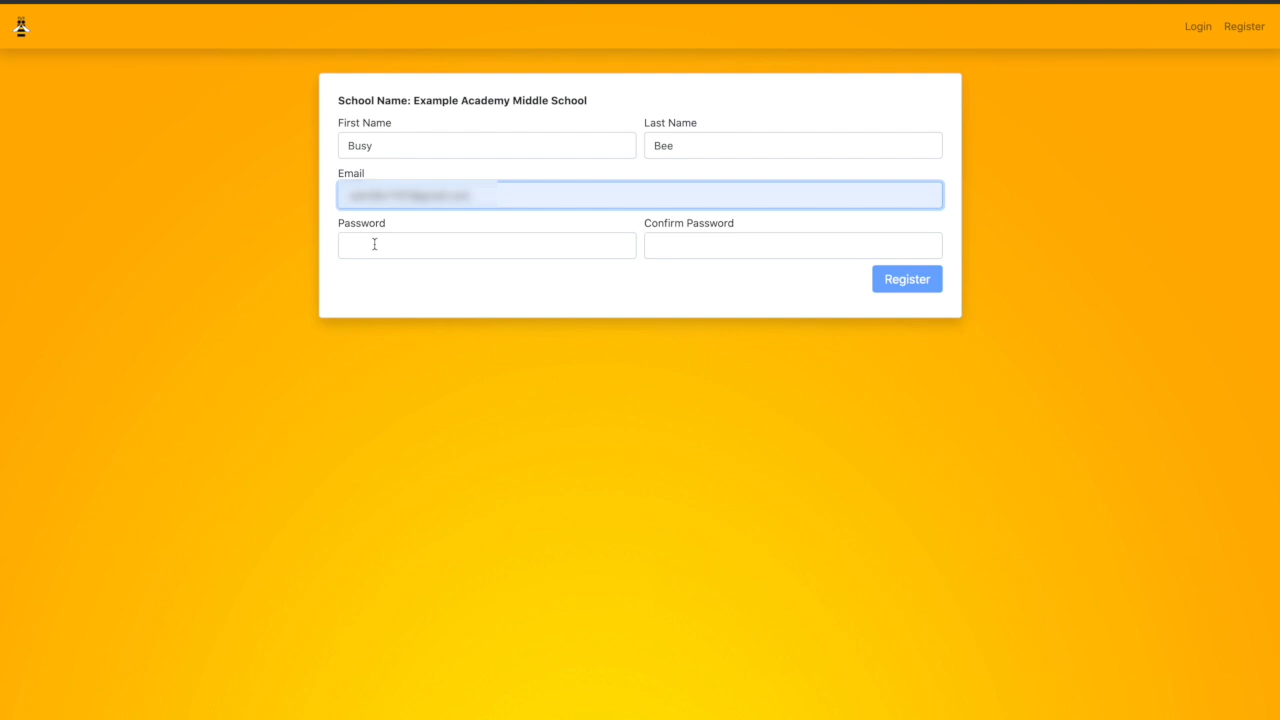 Login Register
School Name: Example Academy Middle School
First Name Last Name
Busy Bee
Email
Password Confirm Password
Register